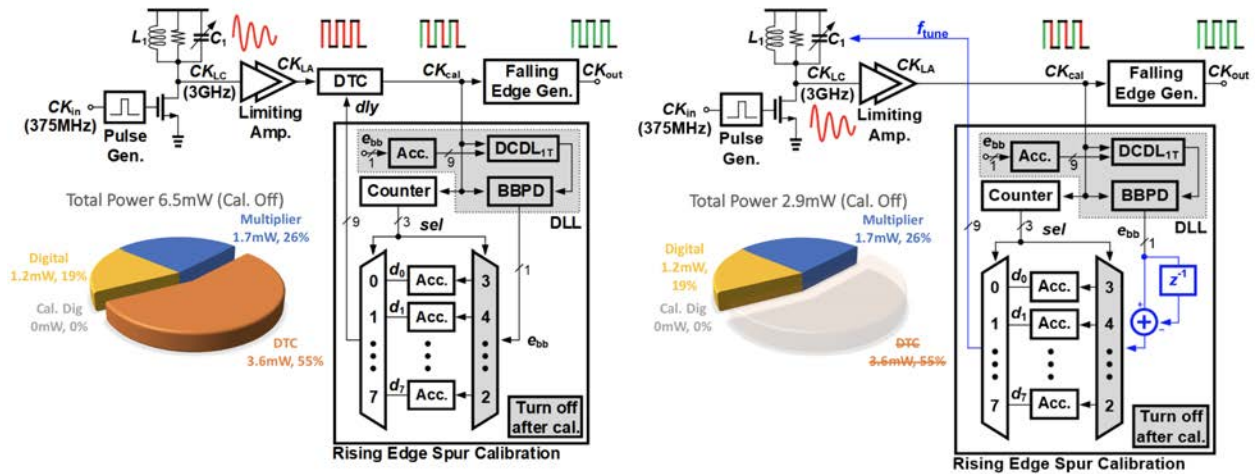 L1
C1
CKLC
(3GHz)
CKLA
CKin
(375MHz)
Pulse
Gen.
Limiting
Amp.
DTC
dly
CKcal
Falling
Edge Gen.
CKout
ebb
1
Acc.
9
DCDL1T
Counter
BBPD
DLL
9
3
sel
1
0
d0
Acc.
3
1
d1
Acc.
4
ebb
7
d7
Acc.
2
Turn off
after cal.
Rising Edge Spur Calibration
Total Power 6.5mW (Cal. Off)
Multiplier
1.7mW, 26%
Digital
1.2mW, 19%
Cal. Dig
0mW, 0%
DTC
3.6mW, 55%
L1
C1
ftune
CKLC
(3GHz)
CKLA
CKin
(375MHz)
Pulse
Gen.
Limiting
Amp.
CKcal
Falling
Edge Gen.
CKout
ebb
1
Acc.
9
DCDL1T
Counter
BBPD
DLL
9
3
sel
ebb
1
z-1
+
-
0
d0
Acc.
3
1
d1
Acc.
4
7
d7
Acc.
2
Turn off
after cal.
Rising Edge Spur Calibration
Total Power 2.9mW (Cal. Off)
Multiplier
1.7mW, 26%
Digital
1.2mW,
19%
Cal. Dig
0mW, 0%
DTC
3.6mW, 55%